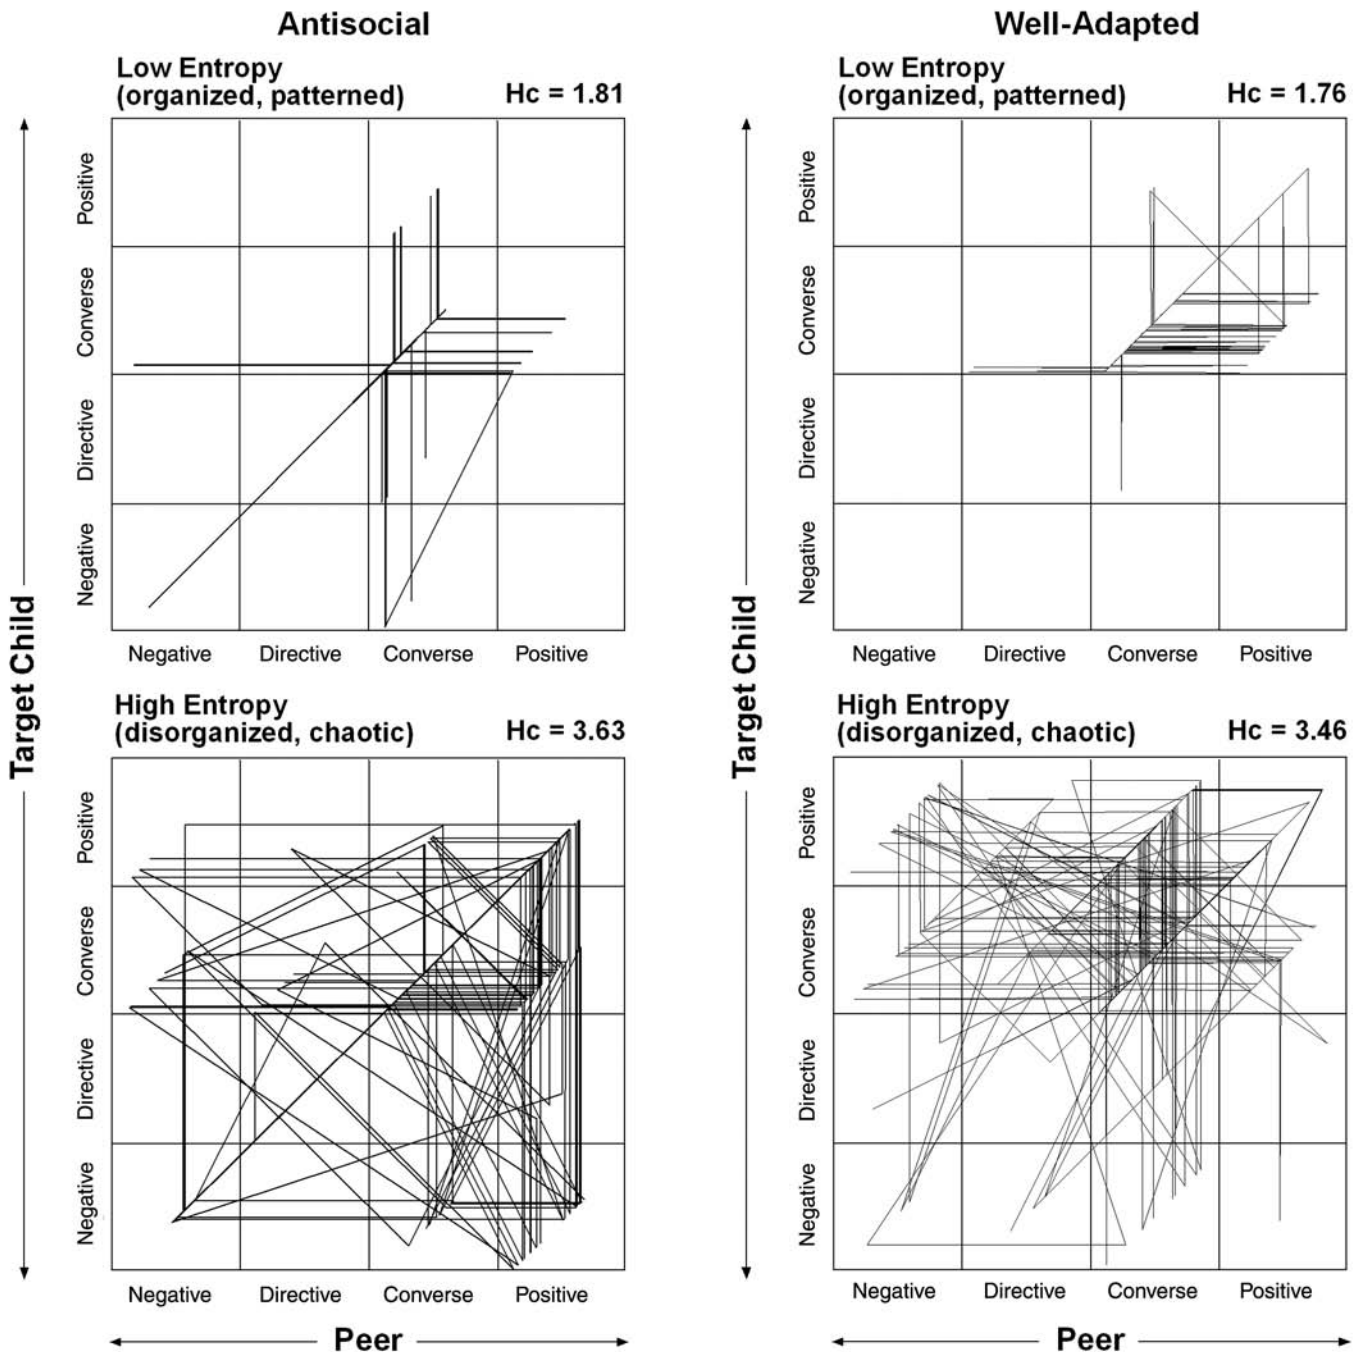 Antisocial
Well-Adapted
Low Entropy
(organized, patterned)
Hc = 1.81
Low Entropy
(organized, patterned)
Hc = 1.76
Positive
Converse
Directive
Negative
Negative Directive Converse Positive
Positive
Converse
Directive
Negative
Negative Directive Converse Positive
Target Child
Target Child
High Entropy
(disorganized, chaotic)
Hc = 3.63
High Entropy
(disorganized, chaotic)
Hc = 3.46
Positive
Converse
Directive
Negative
Negative Directive Converse Positive
Positive
Converse
Directive
Negative
Negative Directive Converse Positive
Peer
Peer